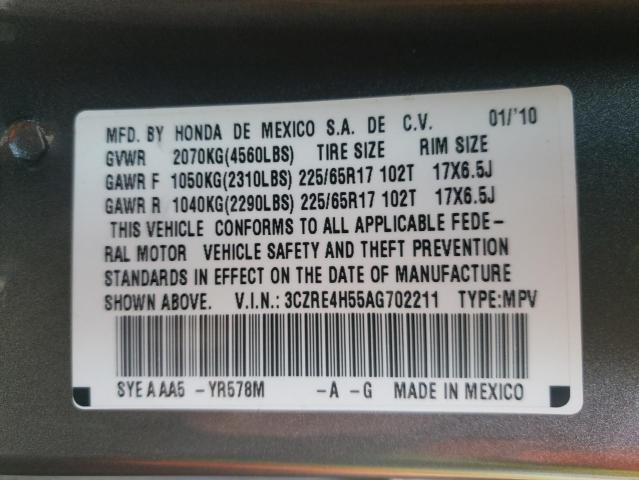 MFD. BY HONDA DE MEXICO S.A. DE C.V. 01/'10
GVWR 2070KG(4560LBS) TIRE SIZE RIM SIZE
GAWR F 1050KG(2310LBS) 225/65R17 102T 17X6.5J
GAWR R 1040KG(2290LBS) 225/65R17 102T 17X6.5J
THIS VEHICLE CONFORMS TO ALL APPLICABLE FEDE-
RAL MOTOR VEHICLE SAFETY AND THEFT PREVENTION
STANDARDS IN EFFECT ON THE DATE OF MANUFACTURE
SHOWN ABOVE. V.I.N.: 3CZRE4H55AG702211 TYPE:MPV
SYE A AA5 -YR578M -A -G MADE IN MEXICO